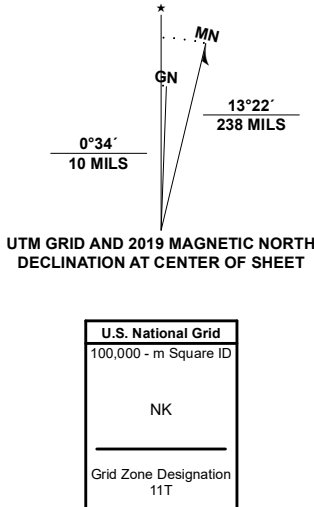 ★
MN
GN
0°34´
10 MILS
13°22´
238 MILS
UTM GRID AND 2019 MAGNETIC NORTH
DECLINATION AT CENTER OF SHEET
U.S. National Grid
100,000 - m Square ID
NK
Grid Zone Designation
11T